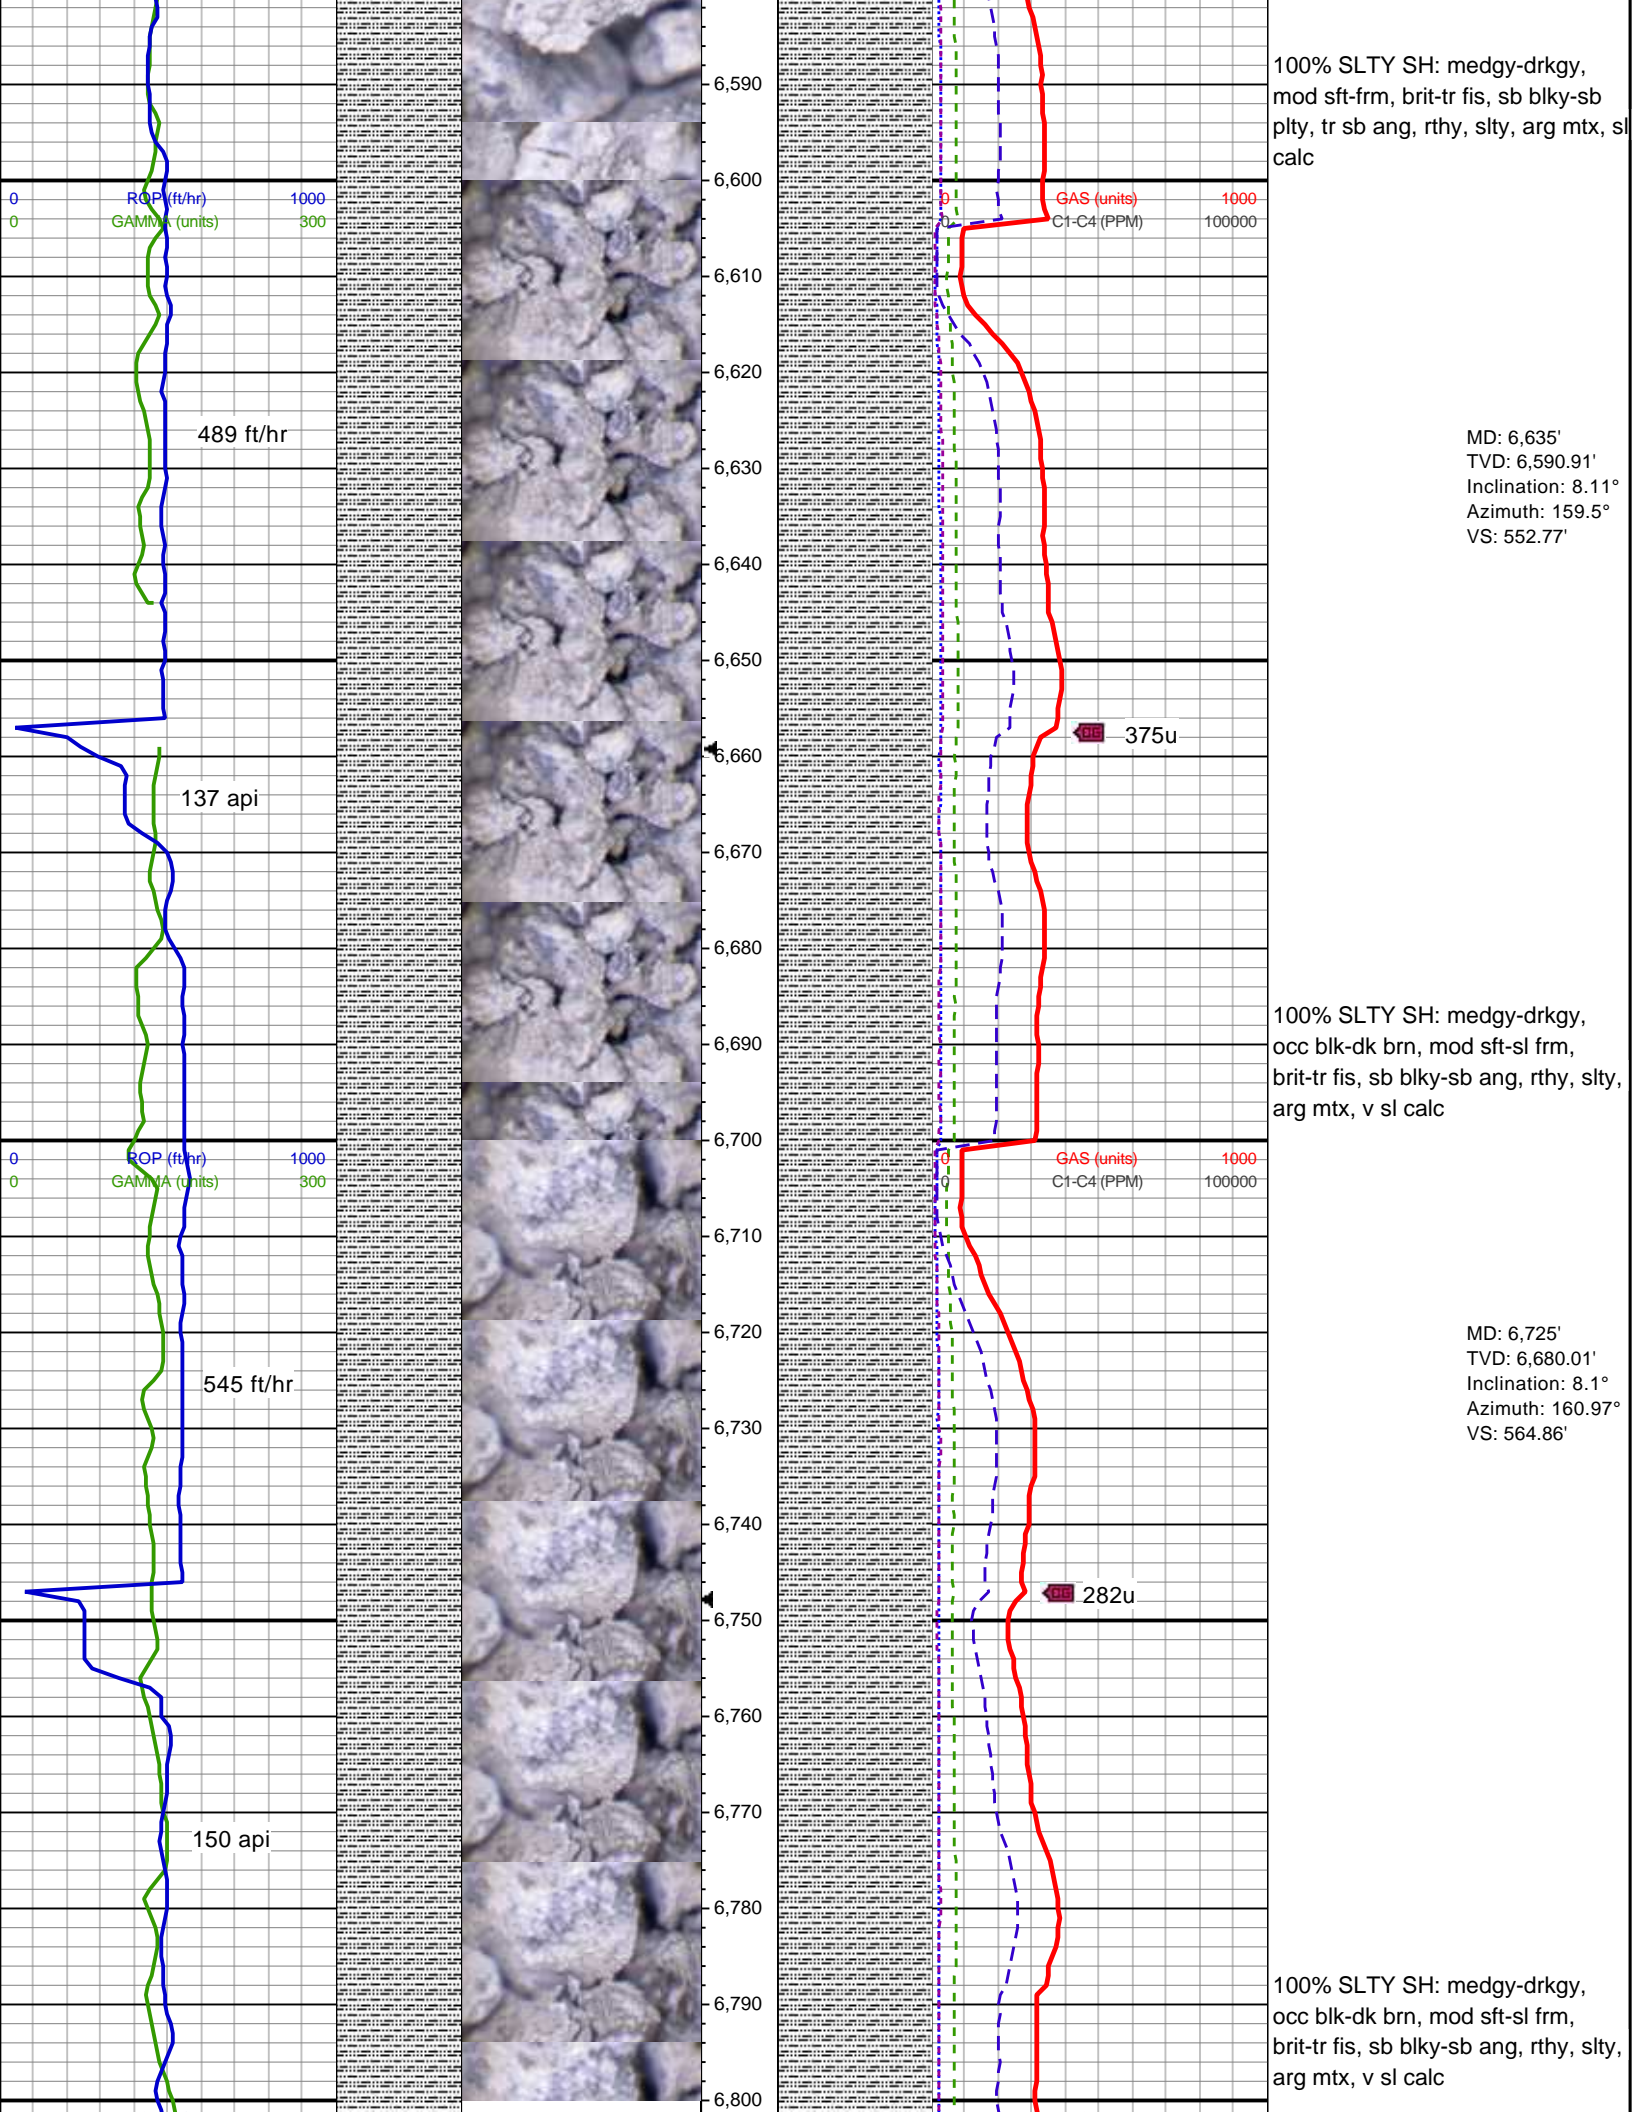 6,590
100% SLTY SH: medgy-drkgy,
mod sft-frm, brit-tr fis, sb blky-sb
plty, tr sb ang, rthy, slty, arg mtx, sl
calc
6,600
0 ROP (ft/hr) 1000
0 GAMMA (units) 300
0 GAS (units) 1000
0 C1-C4 (PPM) 100000
6,610
6,620
489 ft/hr
6,630
MD: 6,635'
TVD: 6,590.91'
Inclination: 8.11°
Azimuth: 159.5°
VS: 552.77'
6,640
6,650
CG 375u
6,660
137 api
6,670
6,680
6,690
100% SLTY SH: medgy-drkgy,
occ blk-dk brn, mod sft-sl frm,
brit-tr fis, sb blky-sb ang, rthy, slty,
arg mtx, v sl calc
6,700
0 ROP (ft/hr) 1000
0 GAMMA (units) 300
0 GAS (units) 1000
0 C1-C4 (PPM) 100000
6,710
6,720
MD: 6,725'
TVD: 6,680.01'
Inclination: 8.1°
Azimuth: 160.97°
VS: 564.86'
545 ft/hr
6,730
6,740
CG 282u
6,750
6,760
6,770
150 api
6,780
6,790
100% SLTY SH: medgy-drkgy,
occ blk-dk brn, mod sft-sl frm,
brit-tr fis, sb blky-sb ang, rthy, slty,
arg mtx, v sl calc
6,800